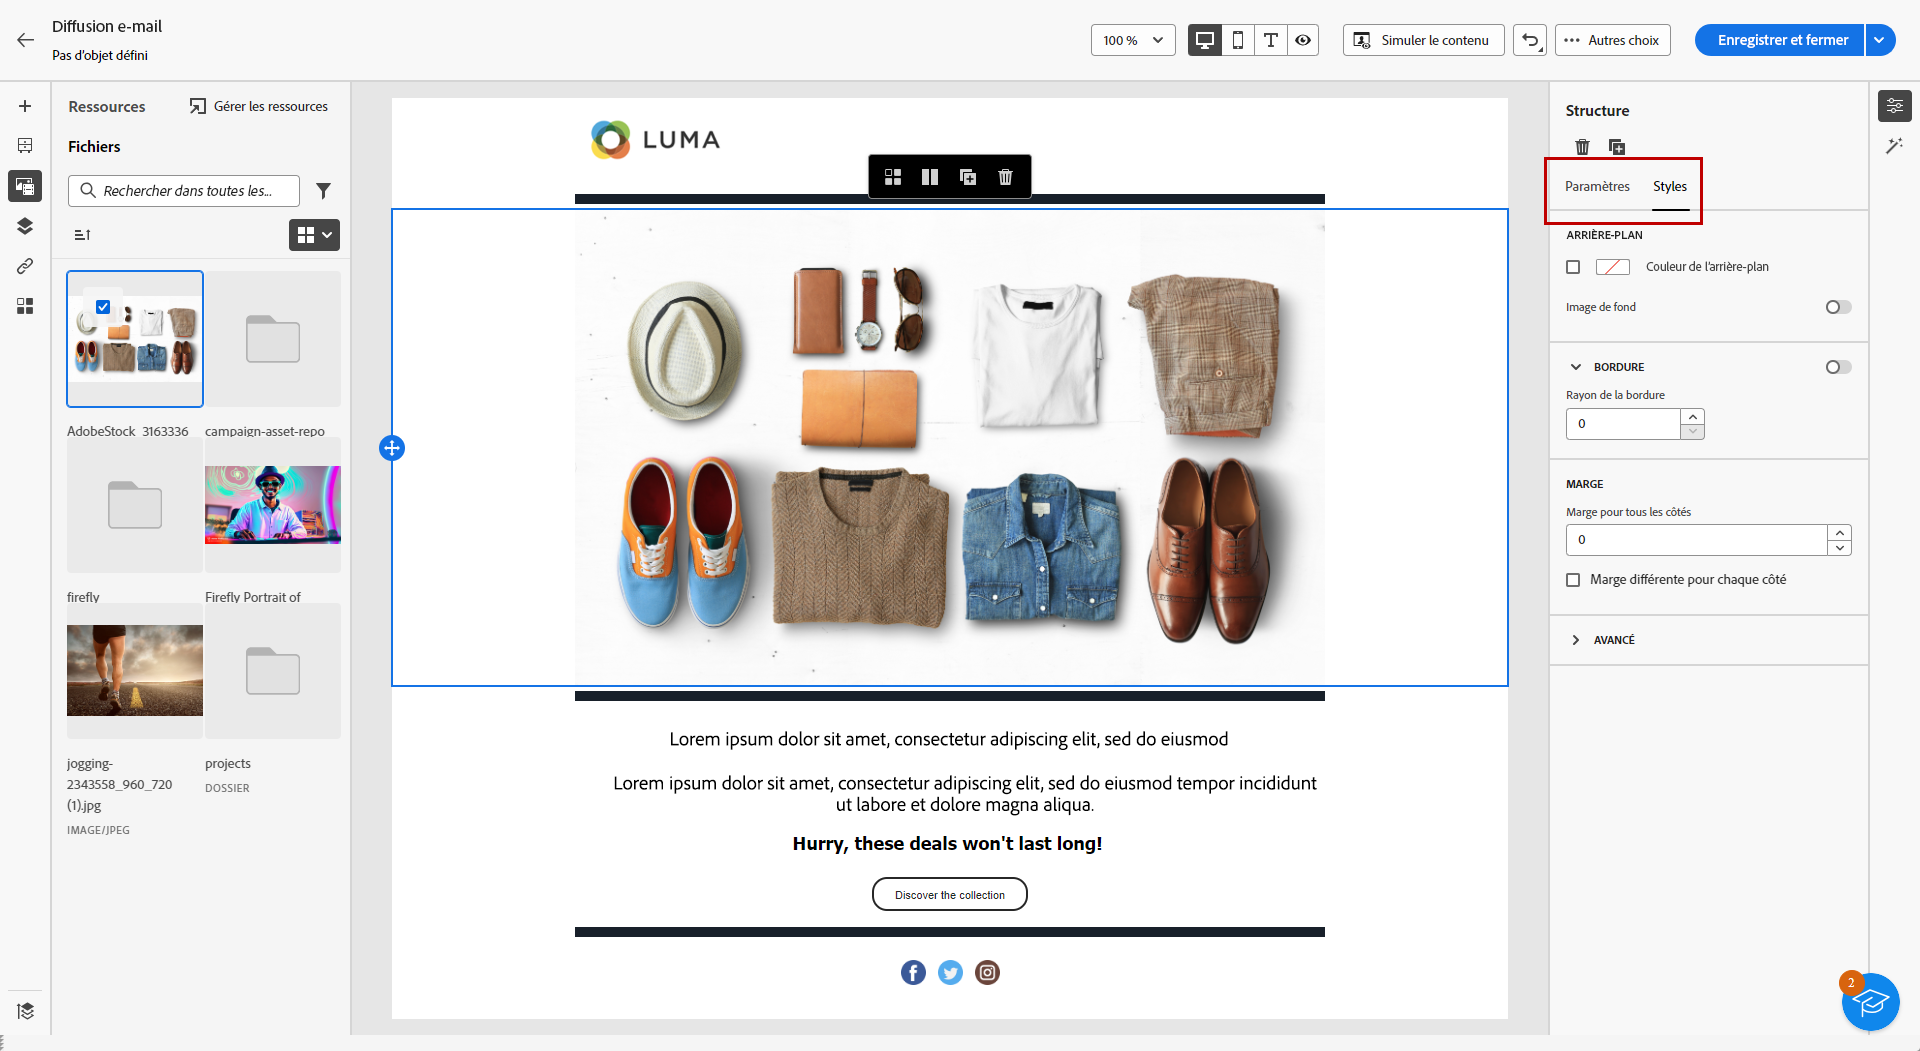 Diffusion e-mail
Pas d'objet défini
100 %
Simuler le contenu
Autres choix
Enregistrer et fermer
Ressources
Gérer les ressources
Fichiers
Rechercher dans toutes les...
AdobeStock_3163336
campaign-asset-repo
firefly
Firefly Portrait of
jogging-
2343558_960_720
(1).jpg
IMAGE/JPEG
projects
DOSSIER
LUMA
Lorem ipsum dolor sit amet, consectetur adipiscing elit, sed do eiusmod
Lorem ipsum dolor sit amet, consectetur adipiscing elit, sed do eiusmod tempor incididunt
ut labore et dolore magna aliqua.
Hurry, these deals won't last long!
Discover the collection
Structure
Paramètres
Styles
ARRIÈRE-PLAN
Couleur de l'arrière-plan
Image de fond
BORDURE
Rayon de la bordure
0
MARGE
Marge pour tous les côtés
0
Marge différente pour chaque côté
AVANCÉ
2